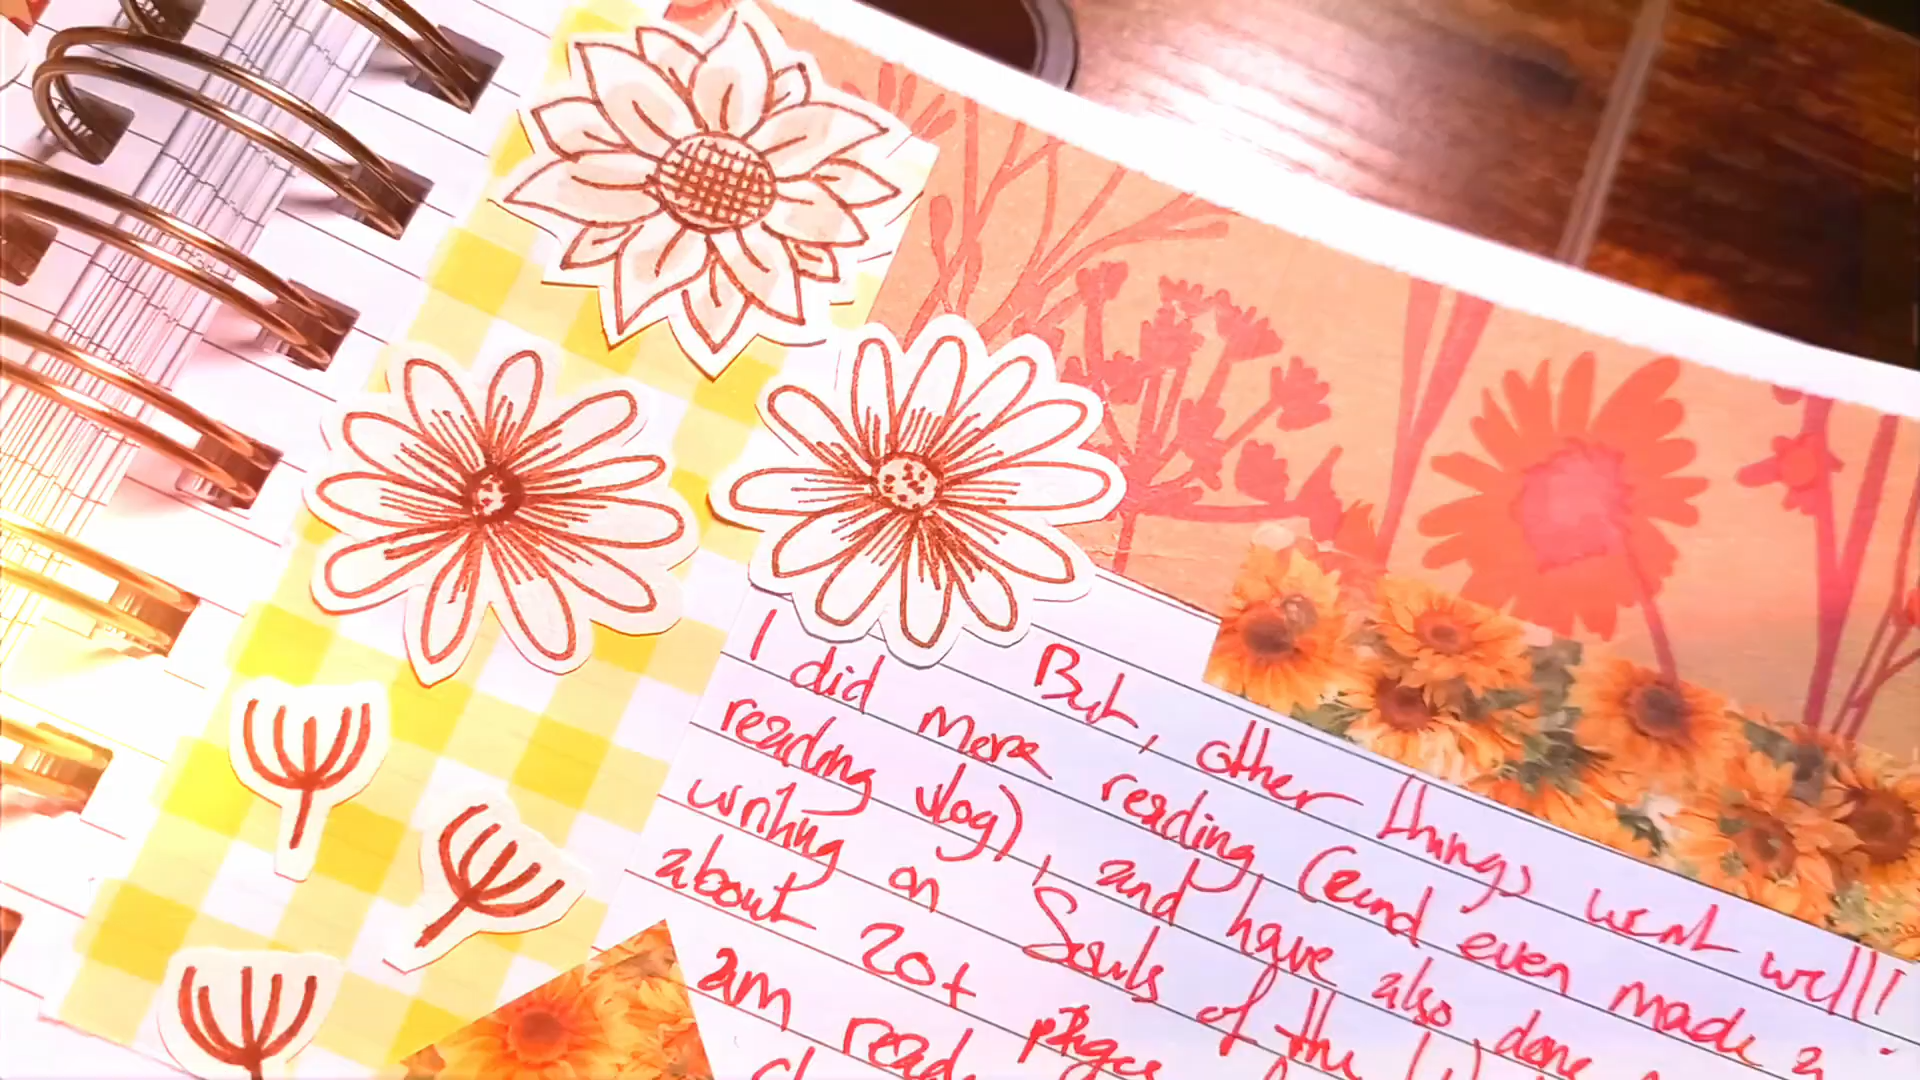 But, other things went well!
I did more reading (and even made a
reading vlog), and have also done
writing on Souls of the
about 20+ pages
am